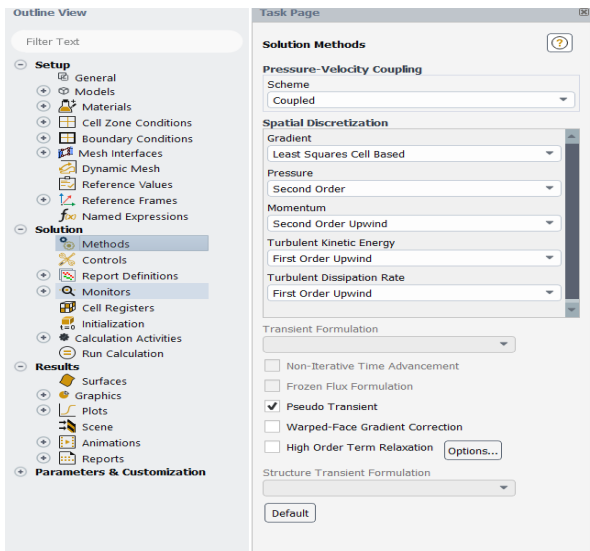 Outline View
Filter Text
Setup
General
Models
Materials
Cell Zone Conditions
Boundary Conditions
Mesh Interfaces
Dynamic Mesh
Reference Values
Reference Frames
fxx Named Expressions
Solution
Methods
Controls
Report Definitions
Monitors
Cell Registers
t=0 Initialization
Calculation Activities
Run Calculation
Results
Surfaces
Graphics
Plots
Scene
Animations
Reports
Parameters & Customization
Task Page
Solution Methods
?
Pressure-Velocity Coupling
Scheme
Coupled
Spatial Discretization
Gradient
Least Squares Cell Based
Pressure
Second Order
Momentum
Second Order Upwind
Turbulent Kinetic Energy
First Order Upwind
Turbulent Dissipation Rate
First Order Upwind
Transient Formulation
Non-Iterative Time Advancement
Frozen Flux Formulation
Pseudo Transient
Warped-Face Gradient Correction
High Order Term Relaxation Options...
Structure Transient Formulation
Default